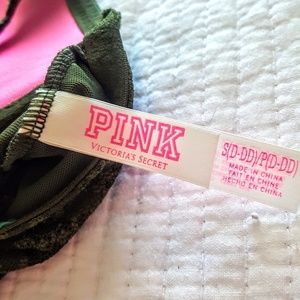 PINK
VICTORIA'S SECRET
S(D-DD)/P(D-DD)
MADE IN CHINA
FAIT EN CHINE
HECHO EN CHINA